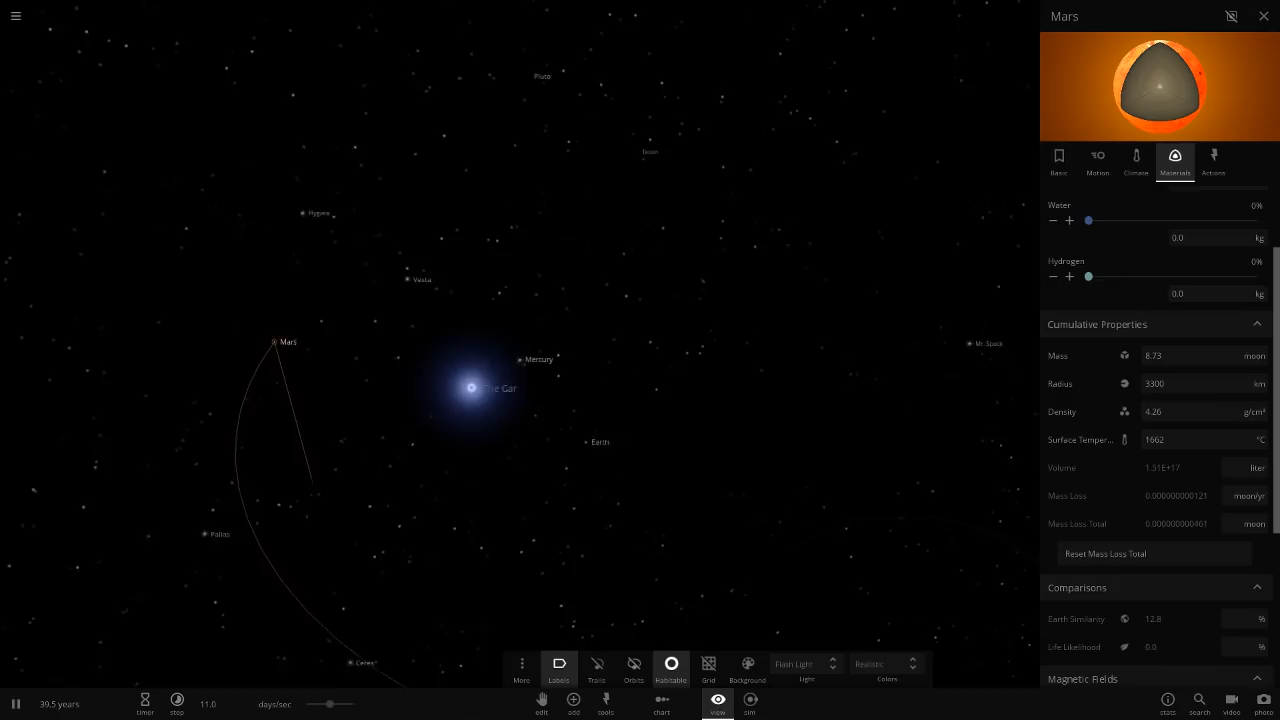 Mars
Pluto
Hygiea
Vesta
Mars
Mercury
Mr. Spock
Earth
Pallas
Ceres
Basic
Motion
Climate
Materials
Actions
Water 0%
0.0 kg
Hydrogen 0%
0.0 kg
Cumulative Properties
Mass 8.73 moon
Radius 3300 km
Density 4.26 g/cm³
Surface Temper... 1662 °C
Volume 1.51E+17 liter
Mass Loss 0.000000000121 moon/yr
Mass Loss Total 0.000000000461 moon
Reset Mass Loss Total
Comparisons
Earth Similarity 12.8 %
Life Likelihood 0.0 %
Magnetic Fields
More
Labels
Trails
Orbits
Habitable
Grid
Background
Flash Light
Light
Realistic
Colors
39.5 years
timer
step
11.0 days/sec
edit
add
tools
chart
view
sim
stats
search
video
photo